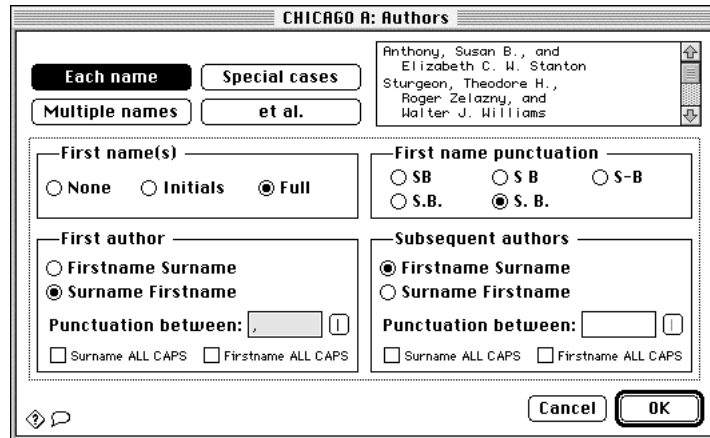 CHICAGO A: Authors
Each name
Special cases
Multiple names
et al.
Anthony, Susan B., and
Elizabeth C. W. Stanton
Sturgeon, Theodore H.,
Roger Zelazny, and
Walter J. Williams
First name(s)
None
Initials
Full
First name punctuation
SB
S B
S-B
S.B.
S. B.
First author
Firstname Surname
Surname Firstname
Punctuation between: ,
Surname ALL CAPS
Firstname ALL CAPS
Subsequent authors
Firstname Surname
Surname Firstname
Punctuation between:
Surname ALL CAPS
Firstname ALL CAPS
Cancel
OK